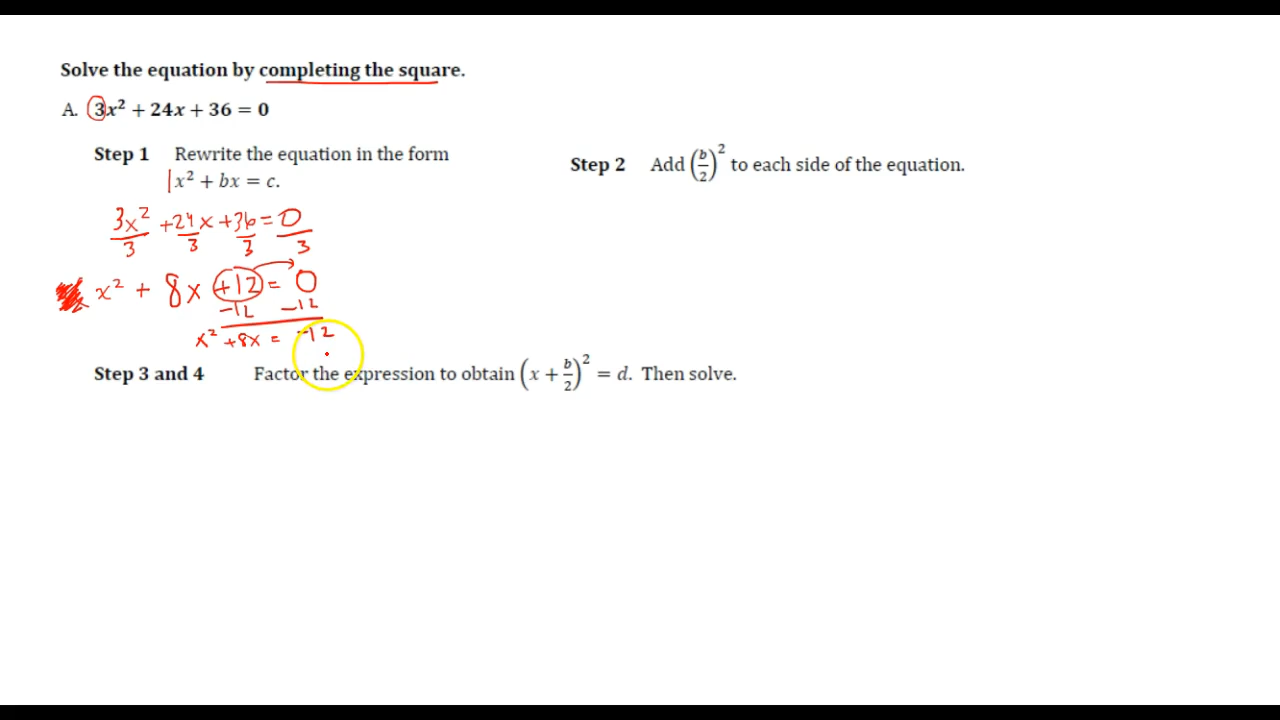 Solve the equation by completing the square.
A. 3x² + 24x + 36 = 0
Step 1 Rewrite the equation in the form
1x² + bx = c.
Step 2 Add (b/2)² to each side of the equation.
3x²/3 + 24x/3 + 36/3 = 0/3
x² + 8x + 12 = 0
-12 -12
x² + 8x = -12
Step 3 and 4 Factor the expression to obtain (x + b/2)² = d. Then solve.